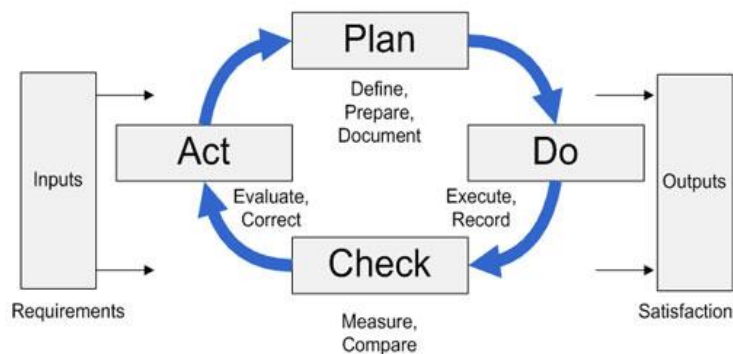 Plan
Define,
Prepare,
Document
Inputs
Act
Do
Outputs
Evaluate,
Correct
Execute,
Record
Check
Requirements
Satisfaction
Measure,
Compare